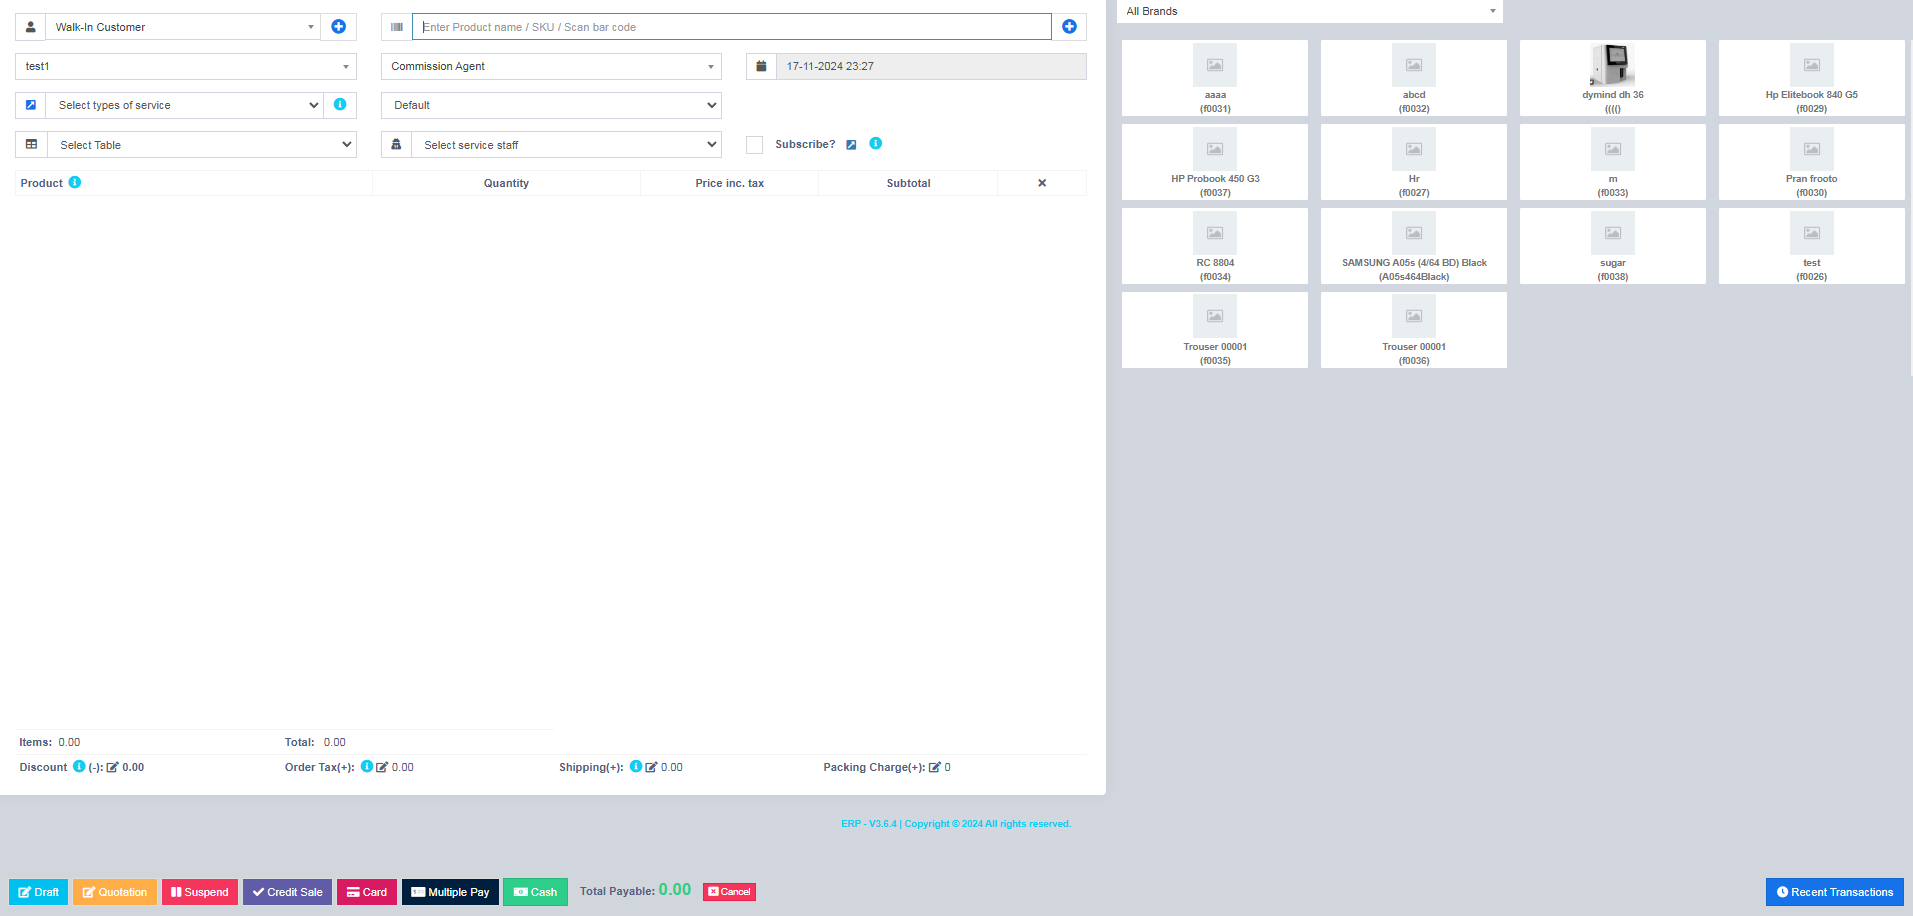 Walk-In Customer
Enter Product name / SKU / Scan bar code
test1
Commission Agent
17-11-2024 23:27
Select types of service
Default
Select Table
Select service staff
Subscribe?
Product
Quantity
Price inc. tax
Subtotal
Items: 0.00
Total: 0.00
Discount (-): 0.00
Order Tax(+): 0.00
Shipping(+): 0.00
Packing Charge(+): 0
ERP - V3.6.4 | Copyright © 2024 All rights reserved.
Draft
Quotation
Suspend
Credit Sale
Card
Multiple Pay
Cash
Total Payable: 0.00
Cancel
Recent Transactions
All Brands
aaaa
(f0031)
abcd
(f0032)
dymind dh 36
(((()
Hp Elitebook 840 G5
(f0029)
HP Probook 450 G3
(f0037)
Hr
(f0027)
m
(f0033)
Pran frooto
(f0030)
RC 8804
(f0034)
SAMSUNG A05s (4/64 BD) Black
(A05s464Black)
sugar
(f0038)
test
(f0026)
Trouser 00001
(f0035)
Trouser 00001
(f0036)